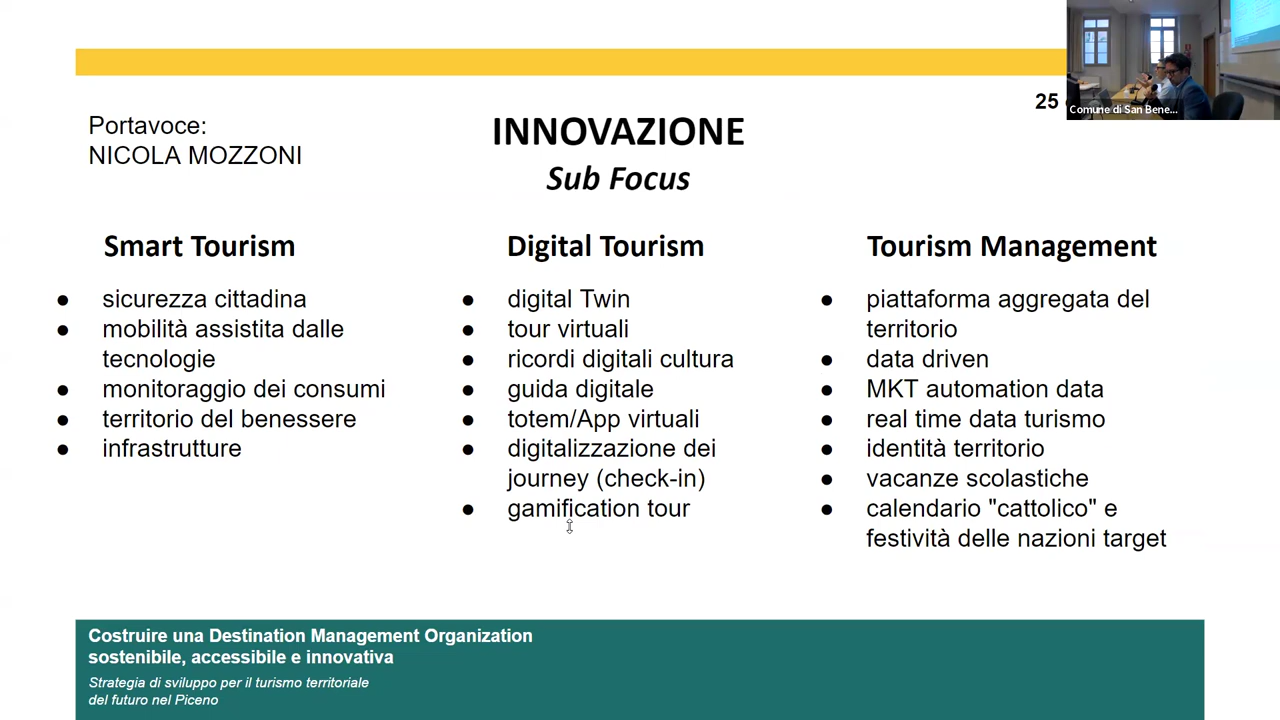 25
Comune di San Bene...
Portavoce:
NICOLA MOZZONI
INNOVAZIONE
Sub Focus
Smart Tourism
● sicurezza cittadina
● mobilità assistita dalle
tecnologie
● monitoraggio dei consumi
● territorio del benessere
● infrastrutture
Digital Tourism
● digital Twin
● tour virtuali
● ricordi digitali cultura
● guida digitale
● totem/App virtuali
● digitalizzazione dei
journey (check-in)
● gamification tour
Tourism Management
● piattaforma aggregata del
territorio
● data driven
● MKT automation data
● real time data turismo
● identità territorio
● vacanze scolastiche
● calendario "cattolico" e
festività delle nazioni target
Costruire una Destination Management Organization
sostenibile, accessibile e innovativa
Strategia di sviluppo per il turismo territoriale
del futuro nel Piceno